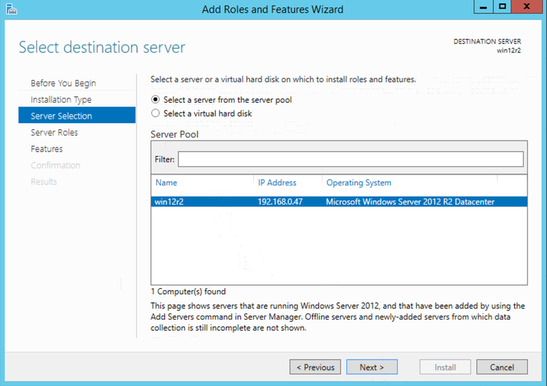 Add Roles and Features Wizard
Select destination server
DESTINATION SERVER
win12r2
Before You Begin
Installation Type
Server Selection
Server Roles
Features
Confirmation
Results
Select a server or a virtual hard disk on which to install roles and features.
Select a server from the server pool
Select a virtual hard disk
Server Pool
Filter:
Name IP Address Operating System
win12r2 192.168.0.47 Microsoft Windows Server 2012 R2 Datacenter
1 Computer(s) found
This page shows servers that are running Windows Server 2012, and that have been added by using the
Add Servers command in Server Manager. Offline servers and newly-added servers from which data
collection is still incomplete are not shown.
< Previous Next > Install Cancel